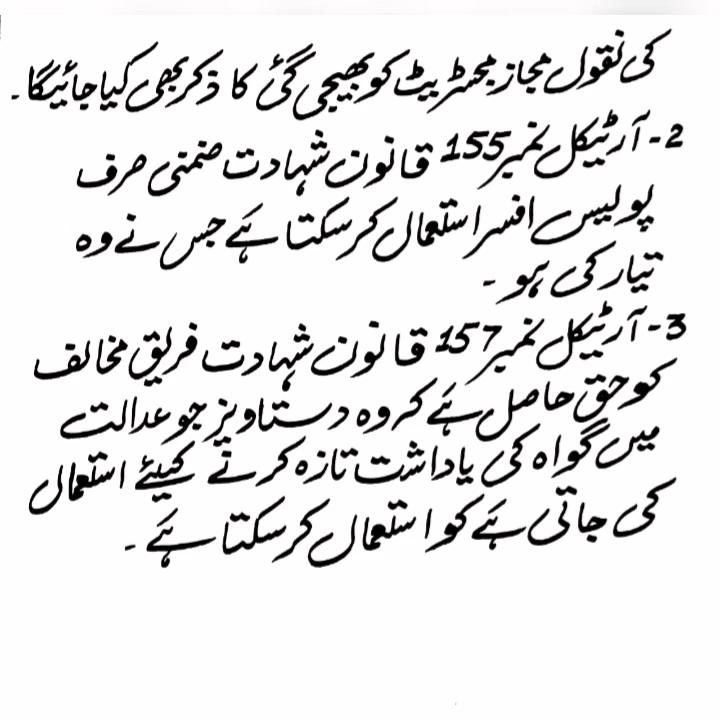 کی نقول مجاز مجسٹریٹ کو بھیجی گئی کا ذکر بھی کیا جائیگا۔
2- آرٹیکل نمبر 155 قانون شہادت ضمنی صرف
پولیس افسر استعمال کر سکتا ہے جس نے وہ
تیار کی ہو۔
3- آرٹیکل نمبر 157 قانون شہادت فریق مخالف
کو حق حاصل ہے کہ وہ دستاویز جو عدالت
میں گواہ کی یاداشت تازہ کرنے کیلئے استعمال
کی جاتی ہے کو استعمال کر سکتا ہے۔